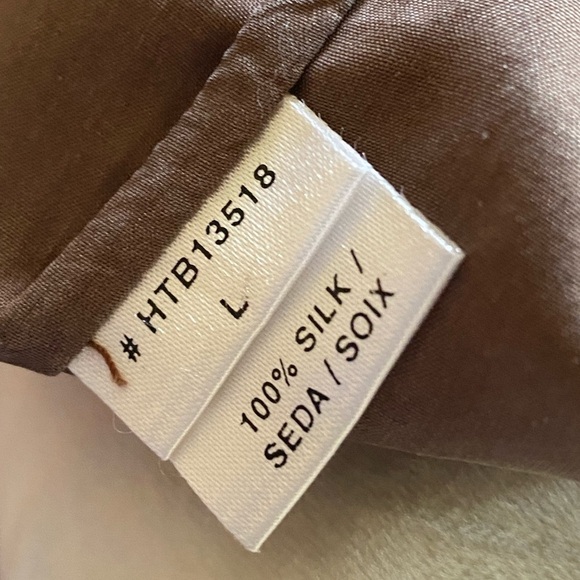 # HTB13518
L
100% SILK /
SEDA / SOIX